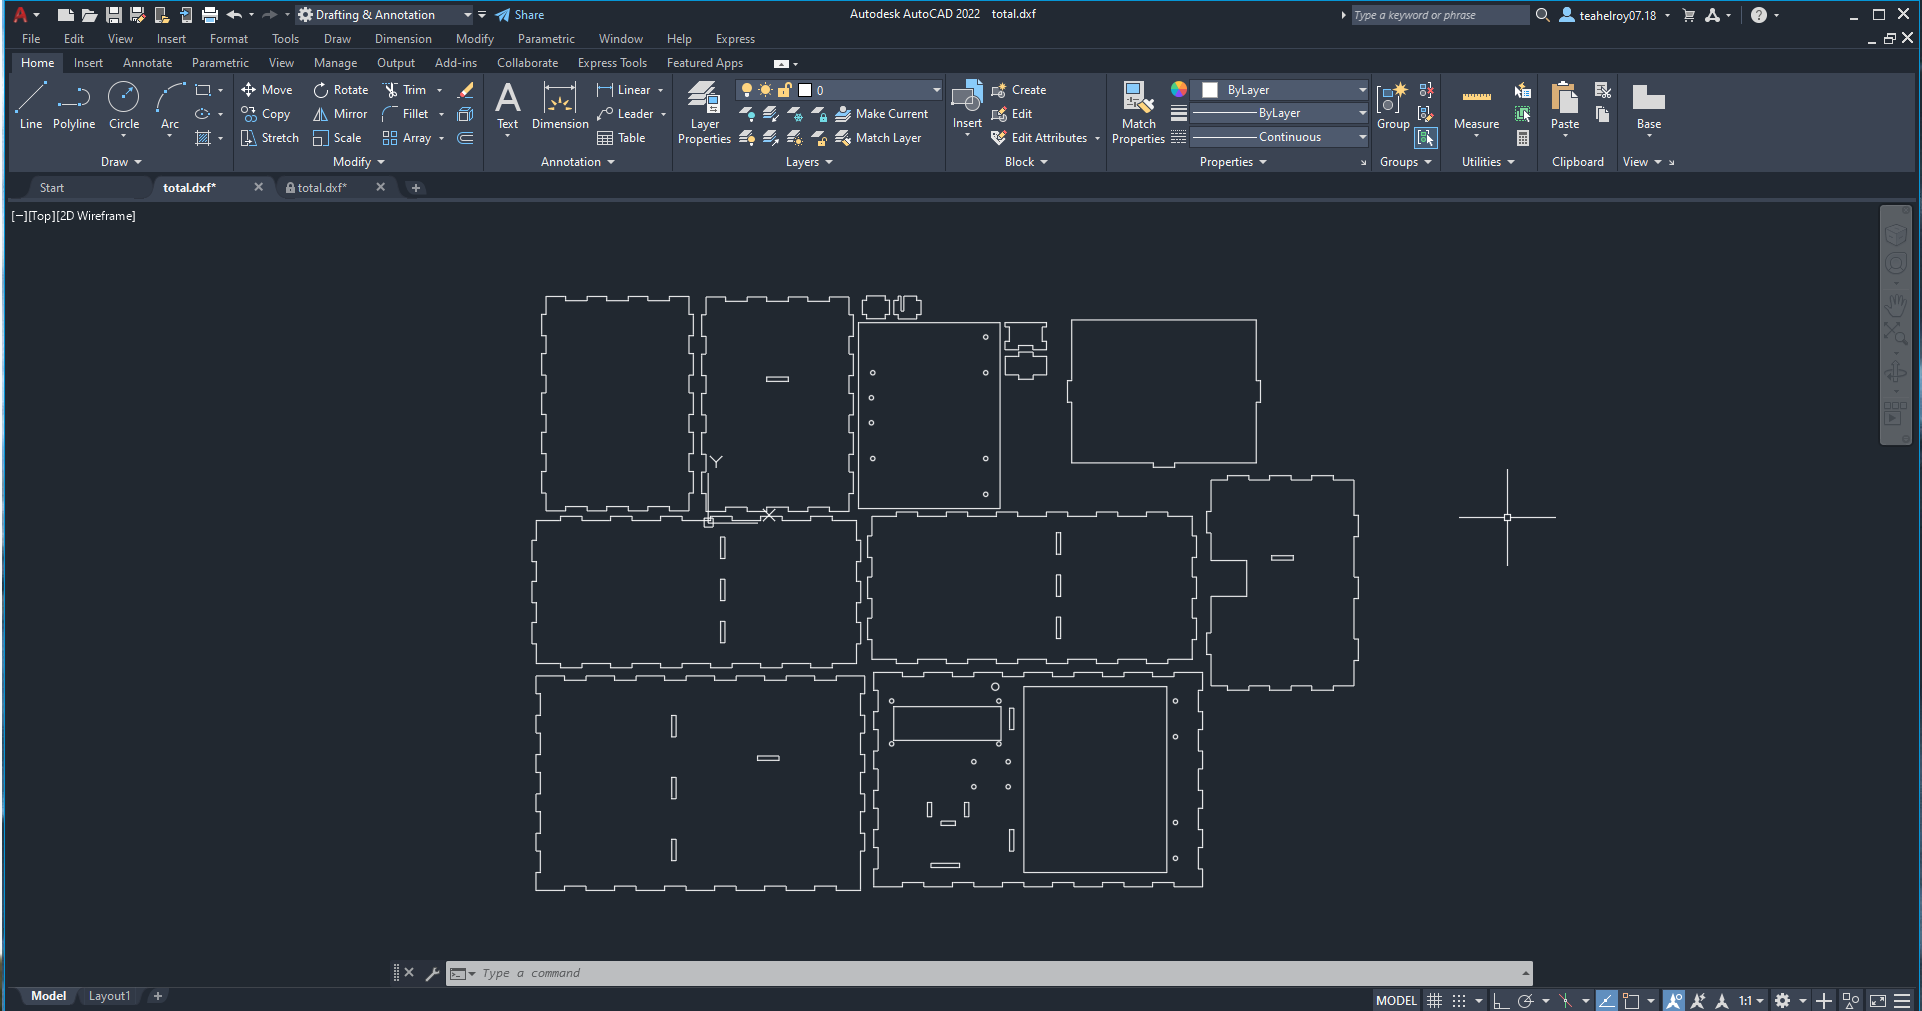 Drafting & Annotation
Share
Autodesk AutoCAD 2022 total.dxf
Type a keyword or phrase
teahelroy07.18
File Edit View Insert Format Tools Draw Dimension Modify Parametric Window Help Express
Home Insert Annotate Parametric View Manage Output Add-ins Collaborate Express Tools Featured Apps
Line Polyline Circle Arc
Draw
Move Rotate Trim
Copy Mirror Fillet
Stretch Scale Array
Modify
Text Dimension
Linear
Leader
Table
Annotation
Layer
Properties
0
Make Current
Match Layer
Layers
Insert
Create
Edit
Edit Attributes
Block
Match
Properties
ByLayer
ByLayer
Continuous
Properties
Group
Groups
Measure
Utilities
Paste
Clipboard
Base
View
Start total.dxf* total.dxf*
[−][Top][2D Wireframe]
Y
X
Type a command
Model Layout1
MODEL 1:1